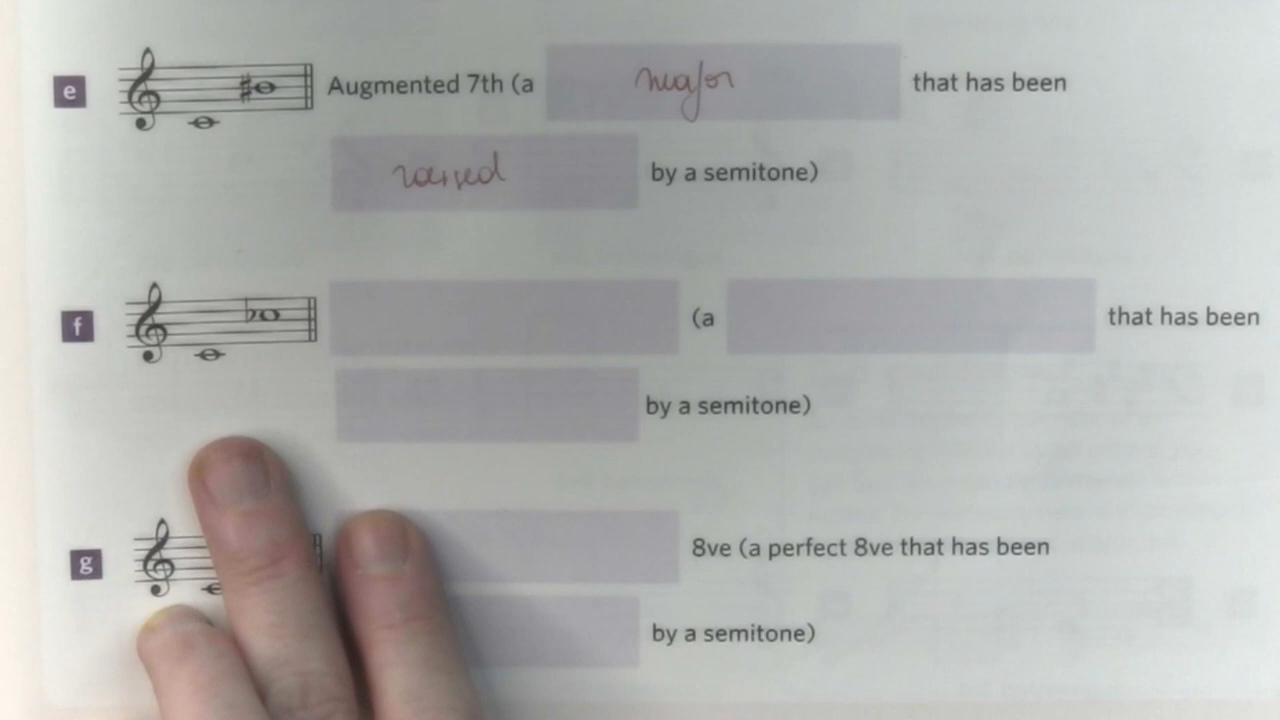 e Augmented 7th (a major that has been
raised by a semitone)
f (a that has been
by a semitone)
g 8ve (a perfect 8ve that has been
by a semitone)